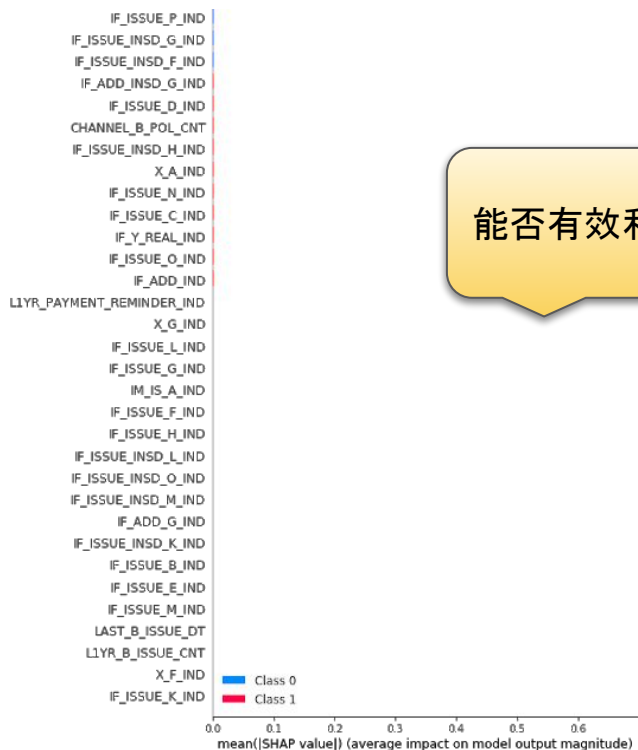 IF_ISSUE_P_IND
IF_ISSUE_INSD_G_IND
IF_ISSUE_INSD_F_IND
IF_ADD_INSD_G_IND
IF_ISSUE_D_IND
CHANNEL_B_POL_CNT
IF_ISSUE_INSD_H_IND
X_A_IND
IF_ISSUE_N_IND
IF_ISSUE_C_IND
IF_Y_REAL_IND
IF_ISSUE_O_IND
IF_ADD_IND
L1YR_PAYMENT_REMINDER_IND
X_G_IND
IF_ISSUE_L_IND
IF_ISSUE_G_IND
IM_IS_A_IND
IF_ISSUE_F_IND
IF_ISSUE_H_IND
IF_ISSUE_INSD_L_IND
IF_ISSUE_INSD_O_IND
IF_ISSUE_INSD_M_IND
IF_ADD_G_IND
IF_ISSUE_INSD_K_IND
IF_ISSUE_B_IND
IF_ISSUE_E_IND
IF_ISSUE_M_IND
LAST_B_ISSUE_DT
L1YR_B_ISSUE_CNT
X_F_IND
IF_ISSUE_K_IND
能否有效
Class 0
Class 1
0.0 0.1 0.2 0.3 0.4 0.5 0.6
mean(|SHAP value|) (average impact on model output magnitude)